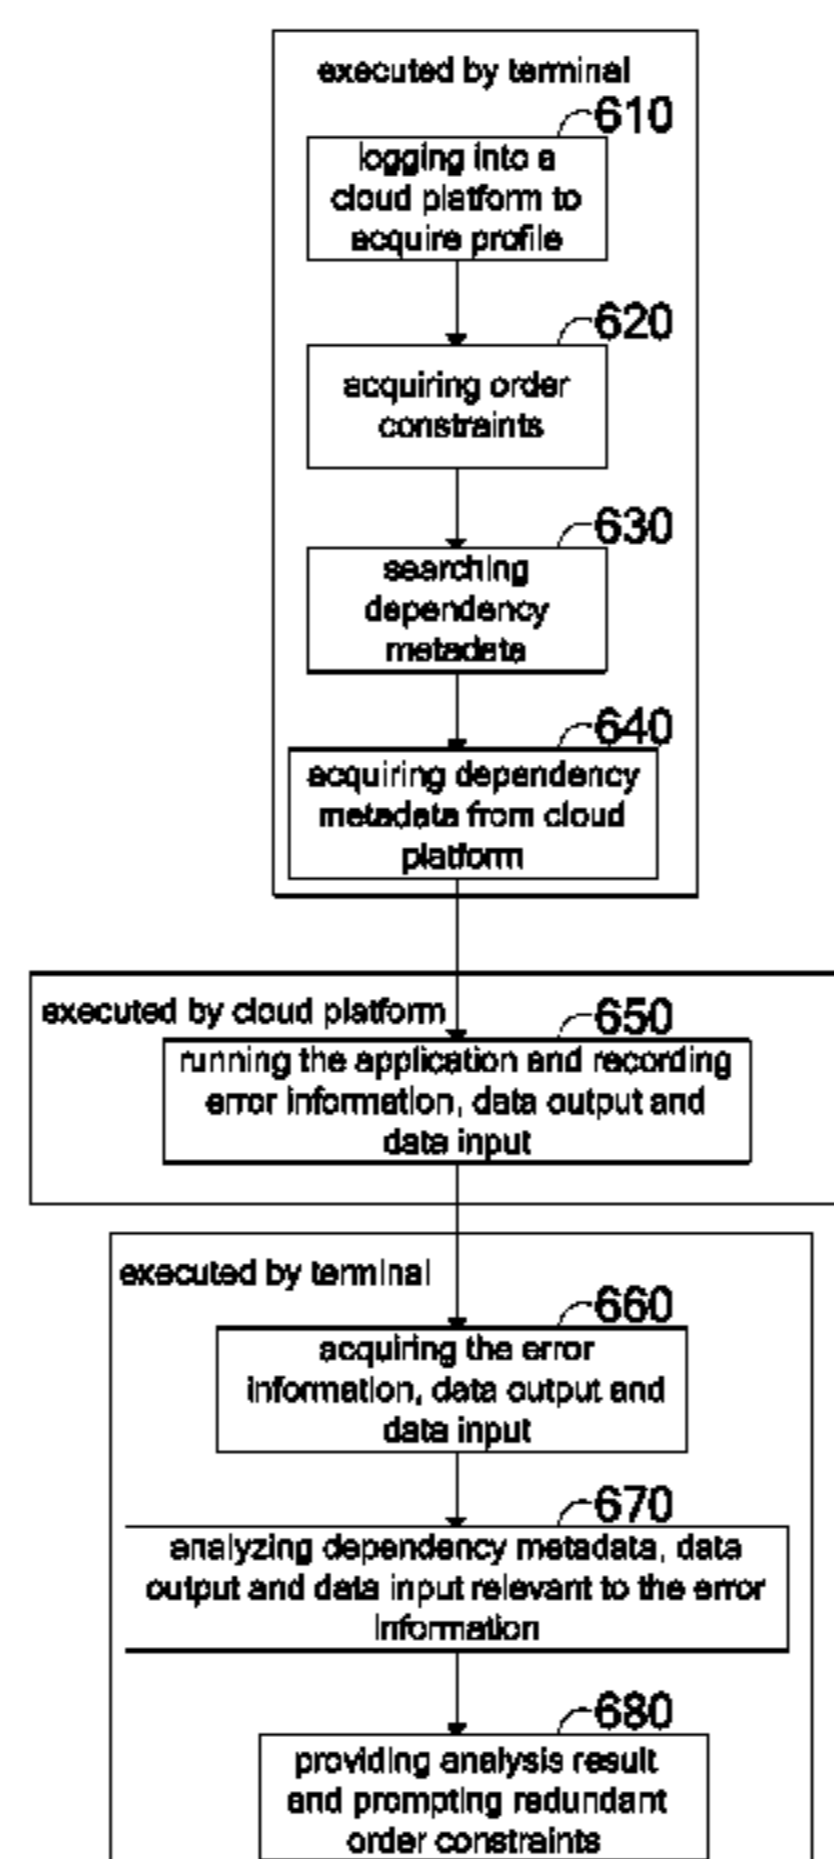 executed by terminal
610
logging into a
cloud platform to
acquire profile
620
acquiring order
constraints
630
searching
dependency
metadata
640
acquiring dependency
metadata from cloud
platform
executed by cloud platform
650
running the application and recording
error information, data output and
data input
executed by terminal
660
acquiring the error
information, data output and
data input
670
analyzing dependency metadata, data
output and data input relevant to the error
information
680
providing analysis result
and prompting redundant
order constraints